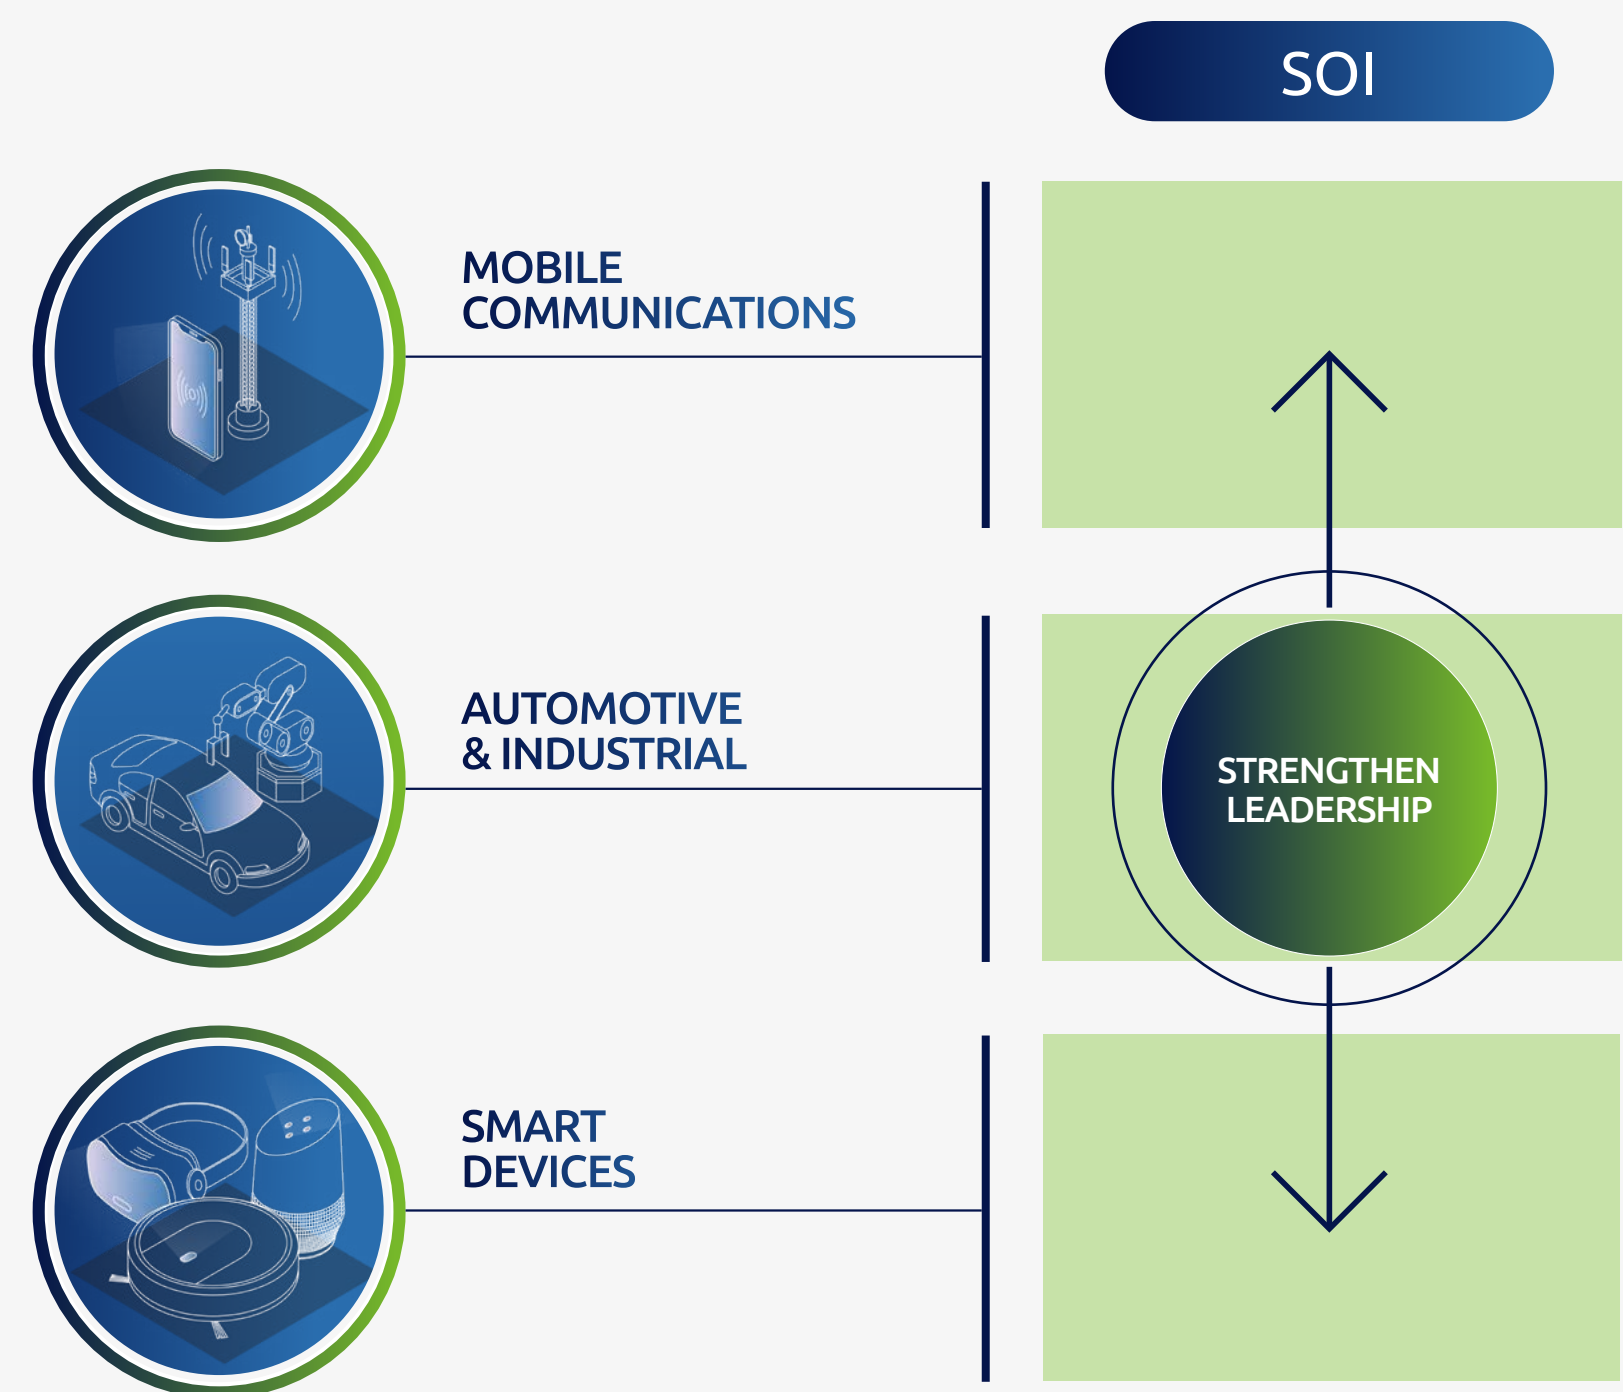 SOI
MOBILE
COMMUNICATIONS
AUTOMOTIVE
& INDUSTRIAL
STRENGTHEN
LEADERSHIP
SMART
DEVICES